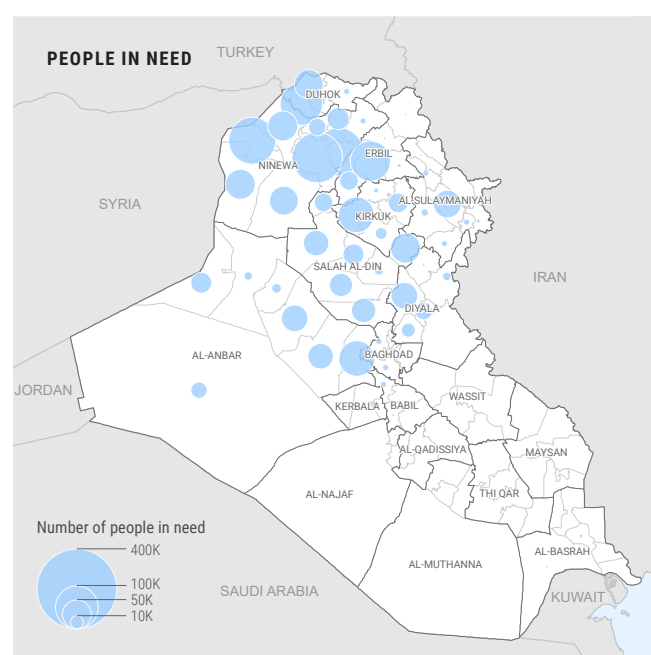 PEOPLE IN NEED
TURKEY
DUHOK
ERBIL
NINEWA
SYRIA
AL-SULAYMANIYAH
KIRKUK
SALAH AL-DIN
IRAN
DIYALA
AL-ANBAR
BAGHDAD
JORDAN
WASSIT
KERBALA
BABIL
AL-QADISSIYA
MAYSAN
AL-NAJAF
THI QAR
Number of people in need
400K
AL-BASRAH
AL-MUTHANNA
100K
SAUDI ARABIA
KUWAIT
50K
10K